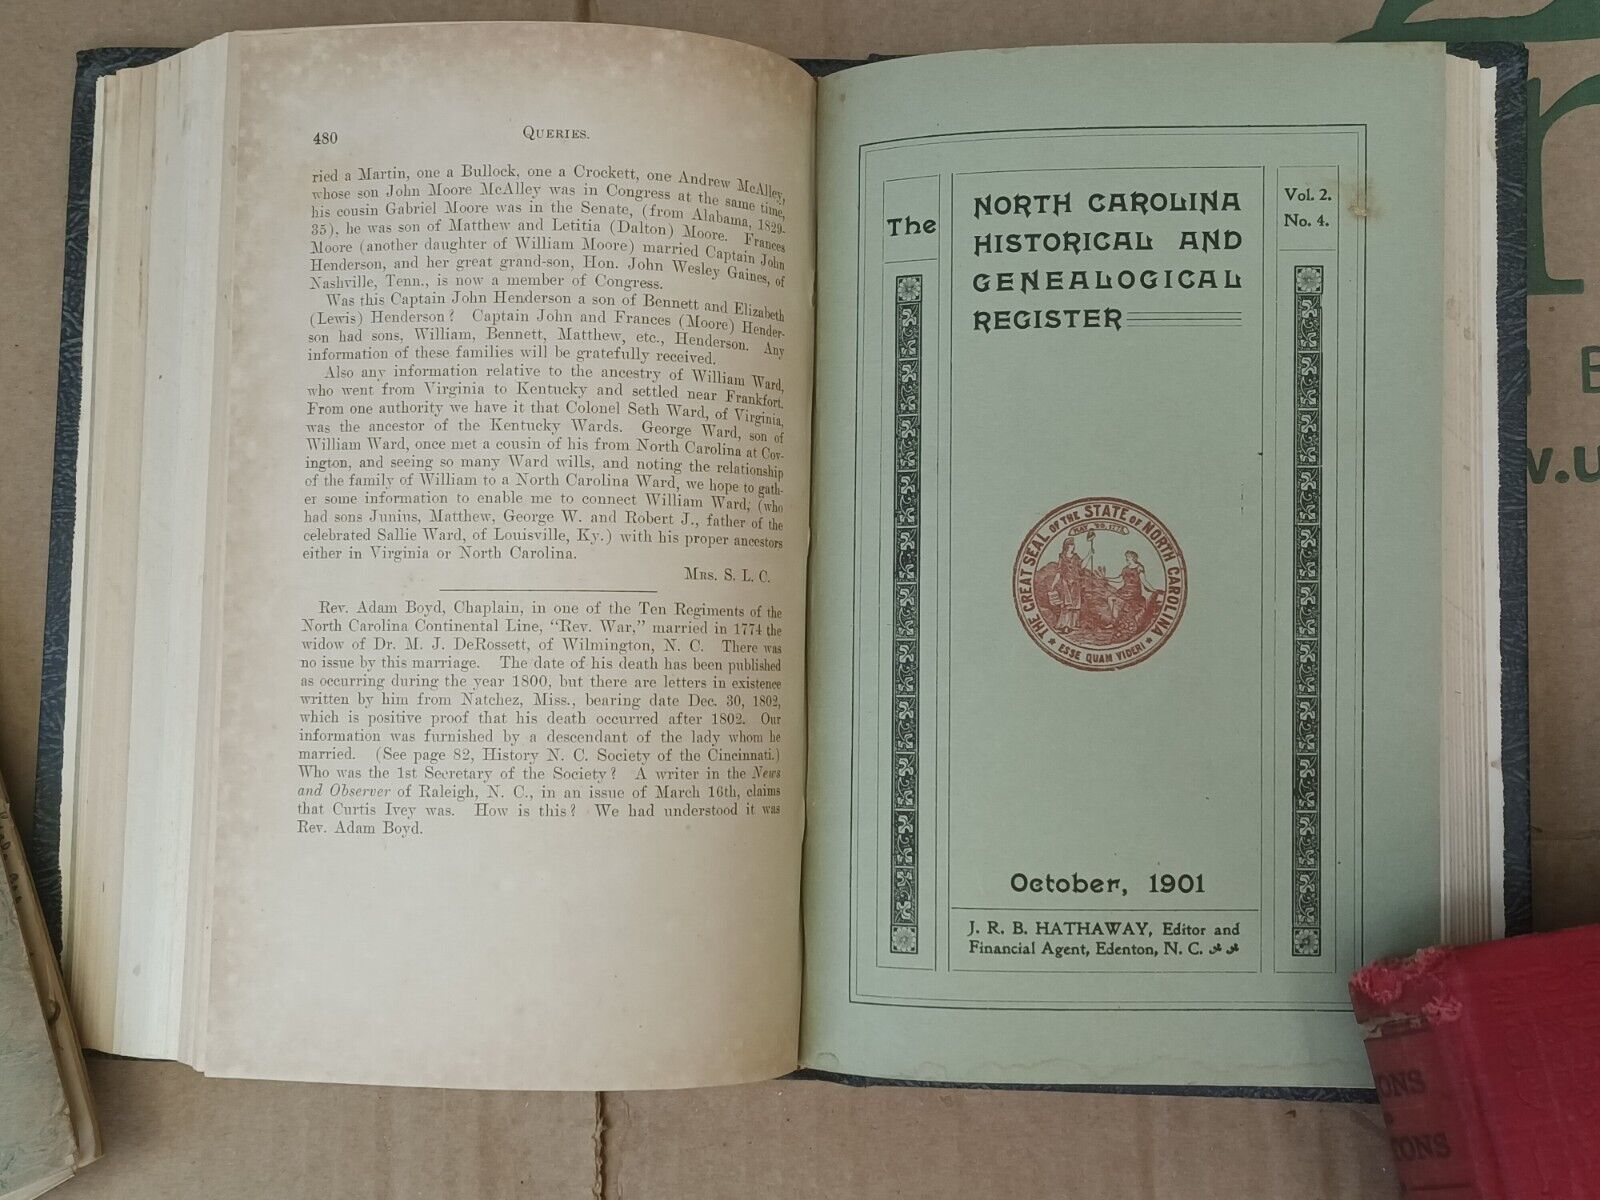 480
QUERIES.
ried a Martin, one a Bullock, one a Crockett, one Andrew McAlley,
whose son John Moore McAlley was in Congress at the same time,
his cousin Gabriel Moore was in the Senate, (from Alabama, 1829-
35), he was son of Matthew and Letitia (Dalton) Moore. Frances
Moore (another daughter of William Moore) married Captain John
Henderson, and her great grand-son, Hon. John Wesley Gaines, of
Nashville, Tenn., is now a member of Congress.
Was this Captain John Henderson a son of Bennett and Elizabeth
(Lewis) Henderson? Captain John and Frances (Moore) Hender-
son had sons, William, Bennett, Matthew, etc., Henderson. Any
information of these families will be gratefully received.
Also any information relative to the ancestry of William Ward,
who went from Virginia to Kentucky and settled near Frankfort.
From one authority we have it that Colonel Seth Ward, of Virginia,
was the ancestor of the Kentucky Wards. George Ward, son of
William Ward, once met a cousin of his from North Carolina at Cov-
ington, and seeing so many Ward wills, and noting the relationship
of the family of William to a North Carolina Ward, we hope to gath-
er some information to enable me to connect William Ward, (who
had sons Junius, Matthew, George W. and Robert J., father of the
celebrated Sallie Ward, of Louisville, Ky.) with his proper ancestors
either in Virginia or North Carolina.
MRS. S. L. C.
Rev. Adam Boyd, Chaplain, in one of the Ten Regiments of the
North Carolina Continental Line, "Rev. War," married in 1774 the
widow of Dr. M. J. DeRossett, of Wilmington, N. C. There was
no issue by this marriage. The date of his death has been published
as occurring during the year 1800, but there are letters in existence
written by him from Natchez, Miss., bearing date Dec. 30, 1802,
which is positive proof that his death occurred after 1802. Our
information was furnished by a descendant of the lady whom he
married. (See page 82, History N. C. Society of the Cincinnati.)
Who was the 1st Secretary of the Society? A writer in the News
and Observer of Raleigh, N. C., in an issue of March 16th, claims
that Curtis Ivey was. How is this? We had understood it was
Rev. Adam Boyd.
The
NORTH CAROLINA
HISTORICAL AND
GENEALOGICAL
REGISTER
Vol. 2.
No. 4.
THE GREAT SEAL OF THE STATE OF NORTH CAROLINA
MAY 20, 1775
ESSE QUAM VIDERI
October, 1901
J. R. B. HATHAWAY, Editor and
Financial Agent, Edenton, N. C.
B
w.u
ONS
TONS